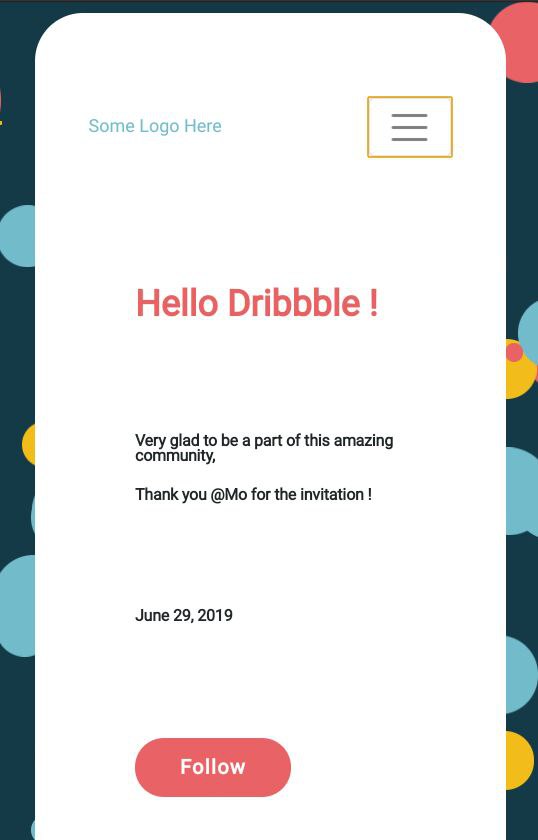 Some Logo Here
Hello Dribbble !
Very glad to be a part of this amazing
community,
Thank you @Mo for the invitation !
June 29, 2019
Follow